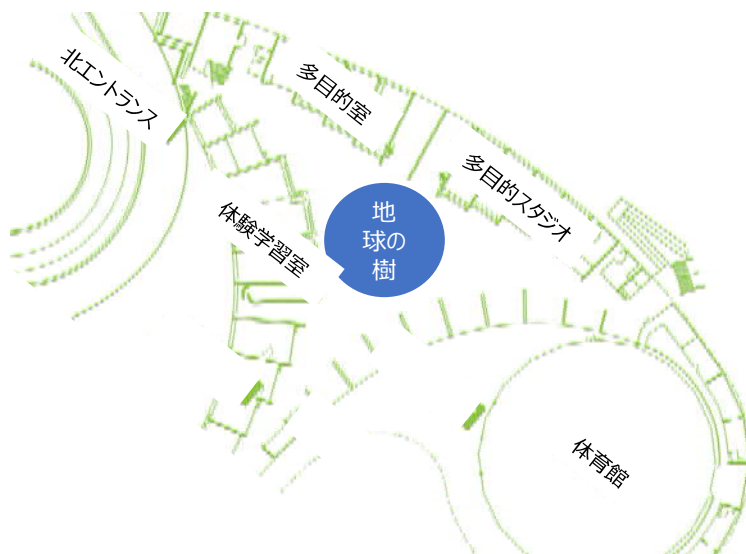 北エントランス
多目的室
多目的スタジオ
体験学習室
地
球の
樹
体育館